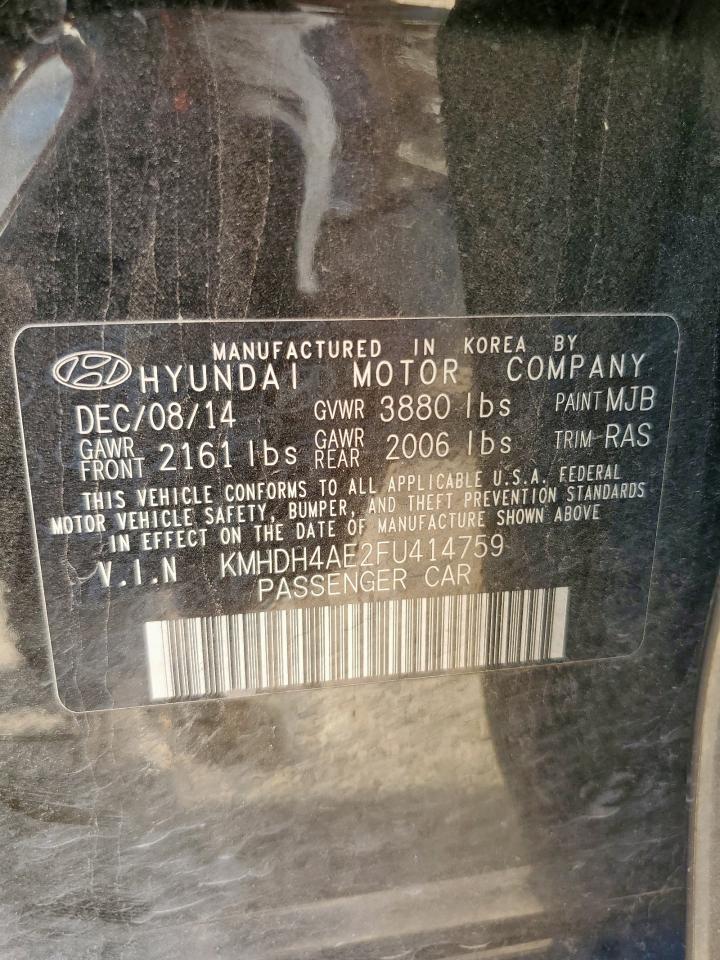 MANUFACTURED IN KOREA BY
HYUNDAI MOTOR COMPANY
DEC/08/14 GVWR 3880 lbs PAINT MJB
GAWR FRONT 2161 lbs GAWR REAR 2006 lbs TRIM RAS
THIS VEHICLE CONFORMS TO ALL APPLICABLE U.S.A. FEDERAL
MOTOR VEHICLE SAFETY, BUMPER, AND THEFT PREVENTION STANDARDS
IN EFFECT ON THE DATE OF MANUFACTURE SHOWN ABOVE
V.I.N KMHDH4AE2FU414759
PASSENGER CAR